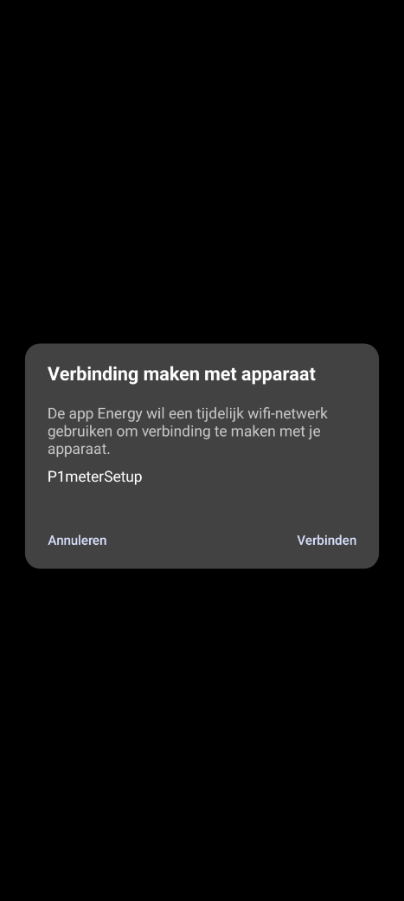 Verbinding maken met apparaat
De app Energy wil een tijdelijk wifi-netwerk
gebruiken om verbinding te maken met je
apparaat.
P1meterSetup
Annuleren
Verbinden